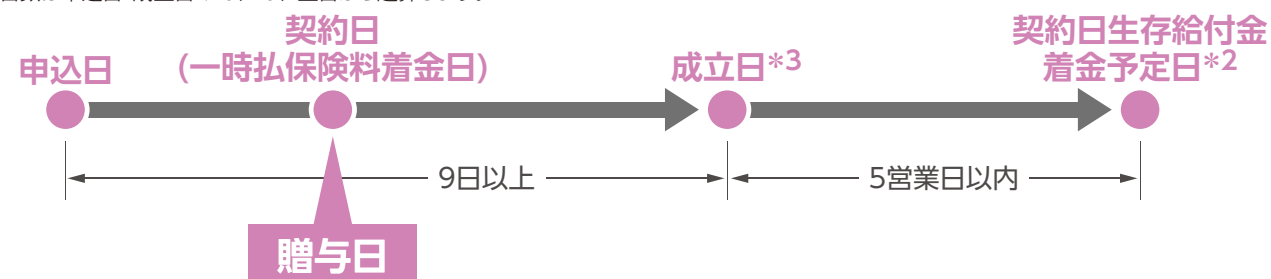 契約日
(一時払保険料着金日)
申込日
成立日*3
契約日生存給付金
着金予定日*2
9日以上
5営業日以内
贈与日